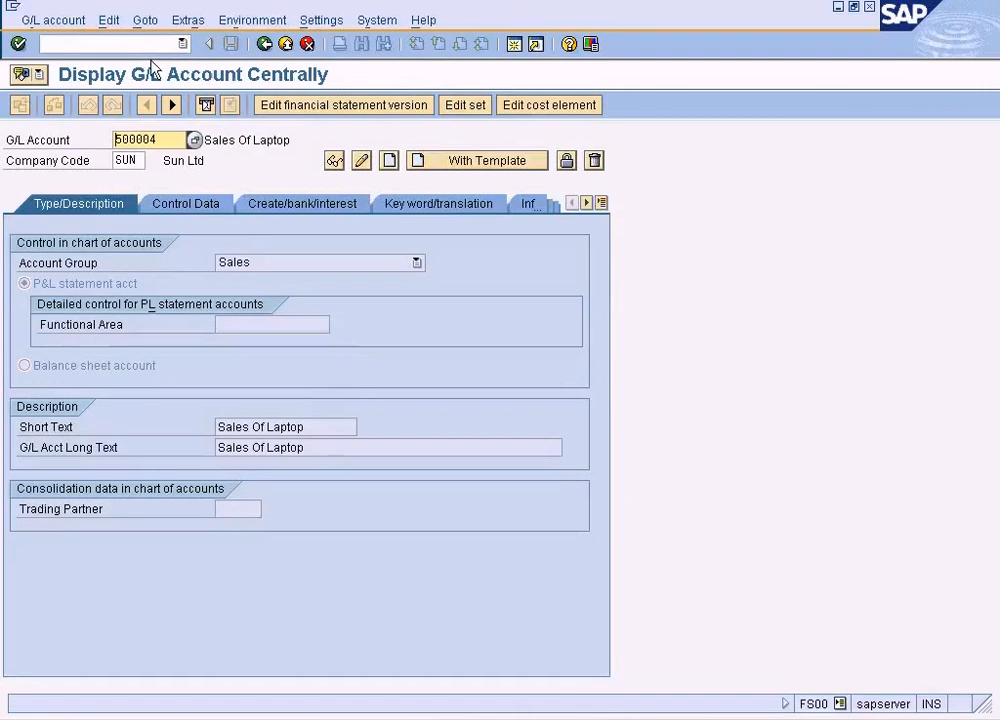 G/L account Edit Goto Extras Environment Settings System Help
SAP
Display G/L Account Centrally
Edit financial statement version Edit set Edit cost element
G/L Account 500004 Sales Of Laptop
Company Code SUN Sun Ltd With Template
Type/Description Control Data Create/bank/interest Key word/translation Inf...
Control in chart of accounts
Account Group Sales
P&L statement acct
Detailed control for PL statement accounts
Functional Area
Balance sheet account
Description
Short Text Sales Of Laptop
G/L Acct Long Text Sales Of Laptop
Consolidation data in chart of accounts
Trading Partner
FS00 sapserver INS